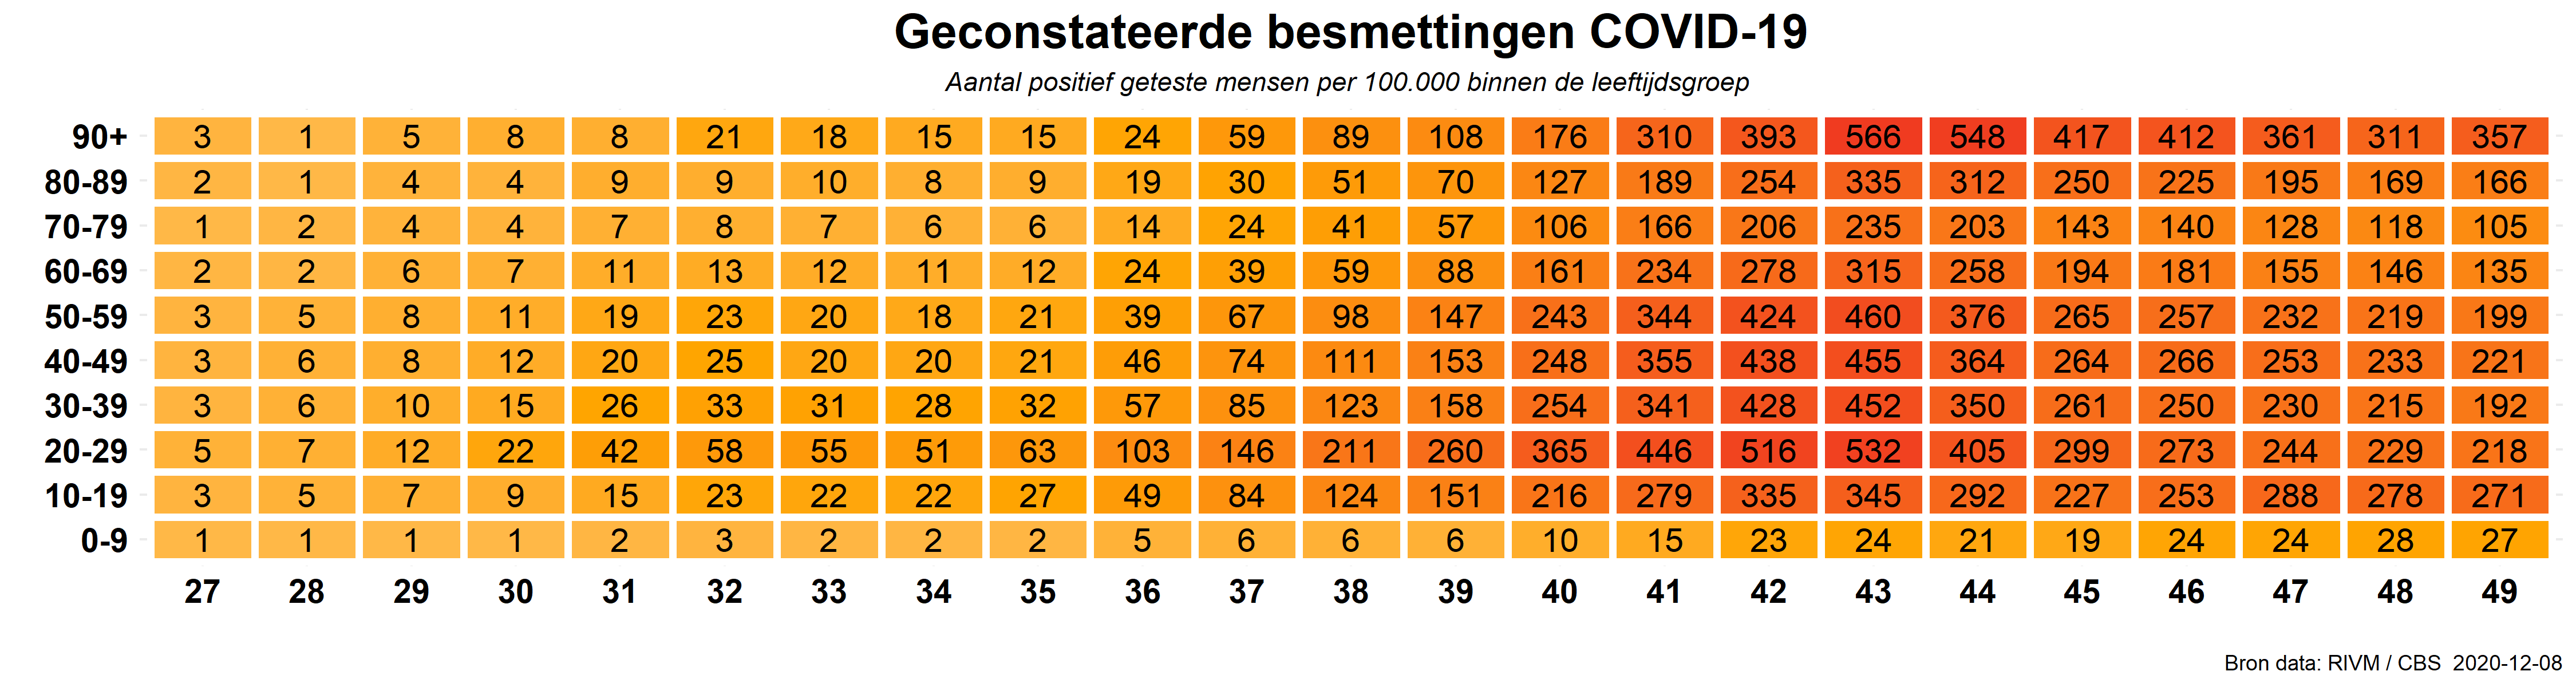 Geconstateerde besmettingen COVID-19
Aantal positief geteste mensen per 100.000 binnen de leeftijdsgroep
90+ 3 1 5 8 8 21 18 15 15 24 59 89 108 176 310 393 566 548 417 412 361 311 357
80-89 2 1 4 4 9 9 10 8 9 19 30 51 70 127 189 254 335 312 250 225 195 169 166
70-79 1 2 4 4 7 8 7 6 6 14 24 41 57 106 166 206 235 203 143 140 128 118 105
60-69 2 2 6 7 11 13 12 11 12 24 39 59 88 161 234 278 315 258 194 181 155 146 135
50-59 3 5 8 11 19 23 20 18 21 39 67 98 147 243 344 424 460 376 265 257 232 219 199
40-49 3 6 8 12 20 25 20 20 21 46 74 111 153 248 355 438 455 364 264 266 253 233 221
30-39 3 6 10 15 26 33 31 28 32 57 85 123 158 254 341 428 452 350 261 250 230 215 192
20-29 5 7 12 22 42 58 55 51 63 103 146 211 260 365 446 516 532 405 299 273 244 229 218
10-19 3 5 7 9 15 23 22 22 27 49 84 124 151 216 279 335 345 292 227 253 288 278 271
0-9 1 1 1 1 2 3 2 2 2 5 6 6 6 10 15 23 24 21 19 24 24 28 27
27 28 29 30 31 32 33 34 35 36 37 38 39 40 41 42 43 44 45 46 47 48 49
Bron data: RIVM / CBS  2020-12-08